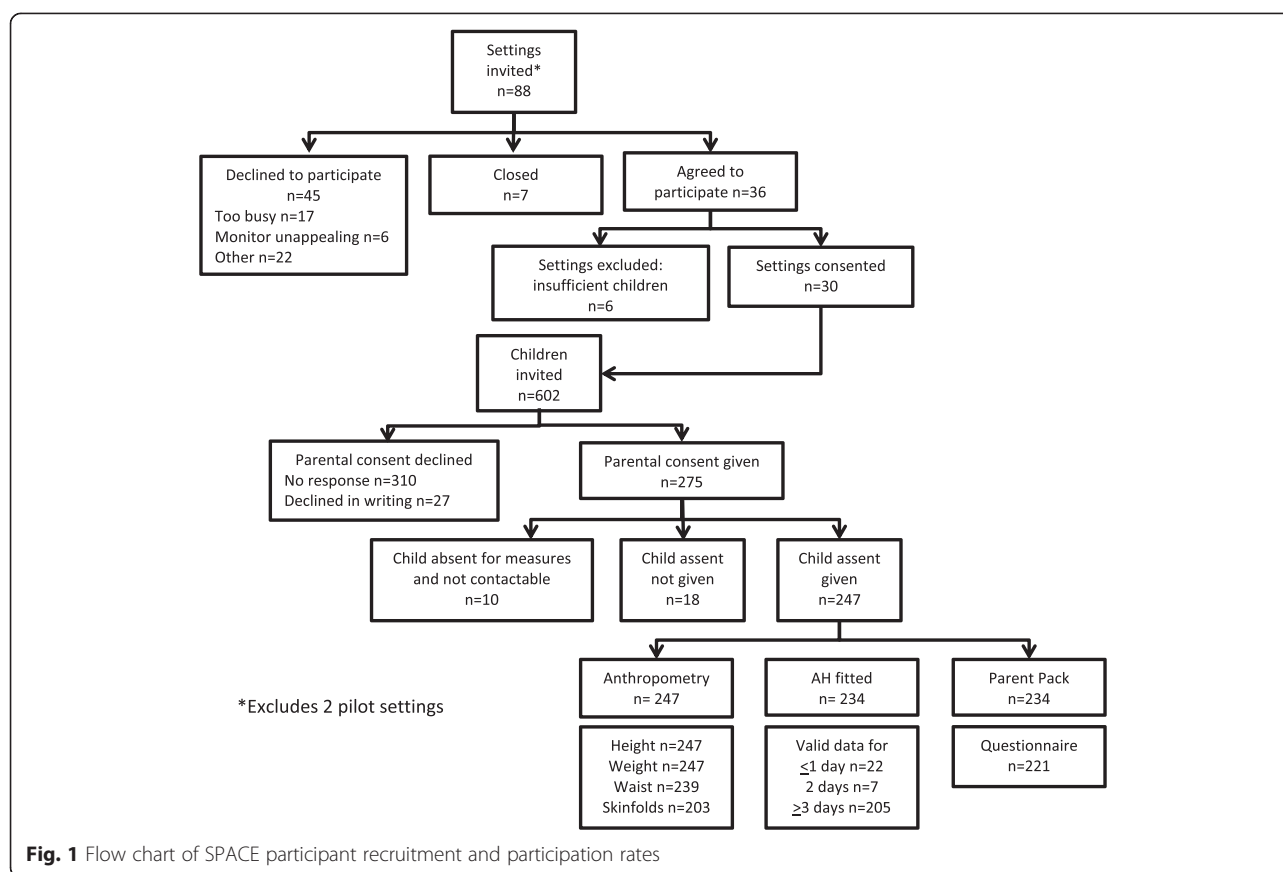 Settings
invited*
n=88
Declined to participate
n=45
Too busy n=17
Monitor unappealing n=6
Other n=22
Closed
n=7
Agreed to
participate n=36
Settings excluded:
insufficient children
n=6
Settings consented
n=30
Children
invited
n=602
Parental consent declined
No response n=310
Declined in writing n=27
Parental consent given
n=275
Child absent for measures
and not contactable
n=10
Child assent
not given
n=18
Child assent
given
n=247
Anthropometry
n= 247
AH fitted
n= 234
Parent Pack
n=234
*Excludes 2 pilot settings
Height n=247
Weight n=247
Waist n=239
Skinfolds n=203
Valid data for
≤1 day n=22
2 days n=7
≥3 days n=205
Questionnaire
n=221
Fig. 1 Flow chart of SPACE participant recruitment and participation rates